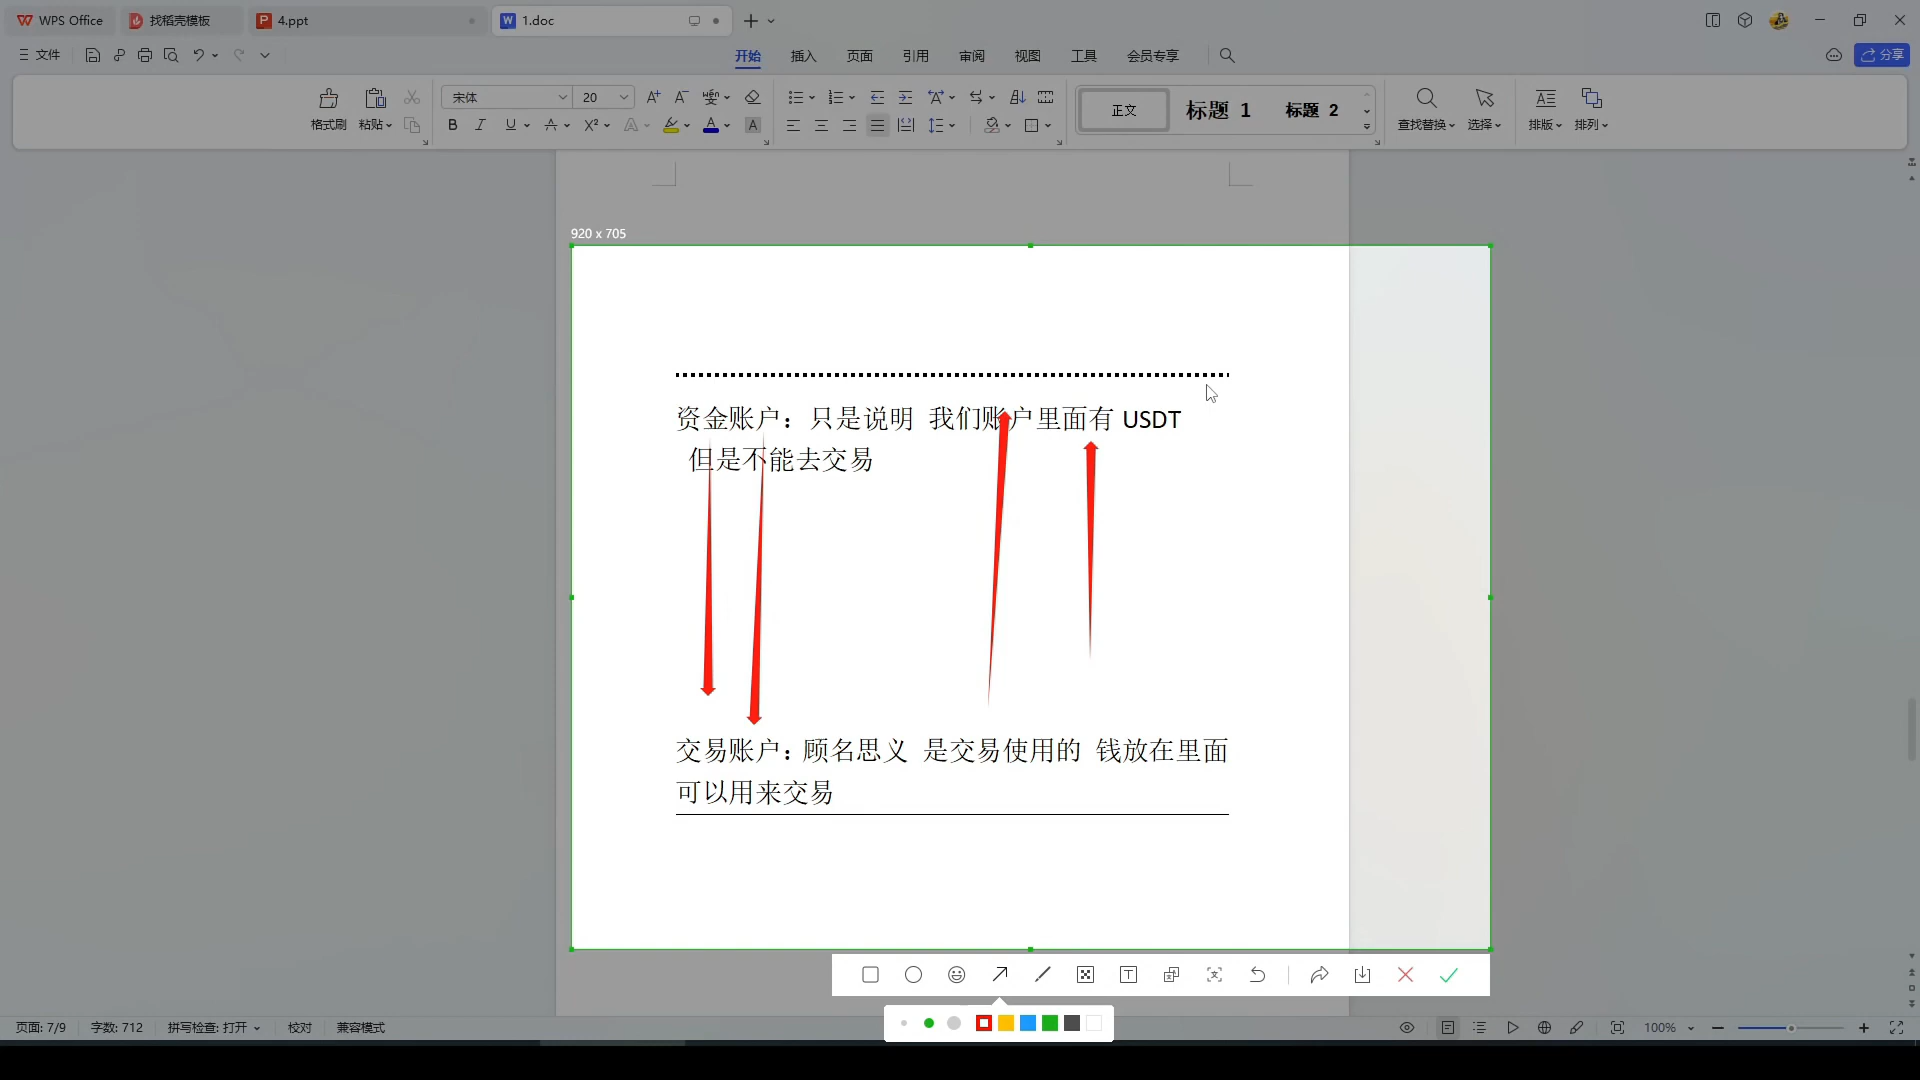 WPS Office 找稻壳模板 4.ppt 1.doc
文件 开始 插入 页面 引用 审阅 视图 工具 会员专享 分享
格式刷 粘贴 宋体 20 正文 标题 1 标题 2 查找替换 选择 排版 排列
920 x 705
资金账户：只是说明 我们账户里面有 USDT
但是不能去交易
交易账户：顾名思义 是交易使用的 钱放在里面
可以用来交易
页面: 7/9 字数: 712 拼写检查: 打开 校对 兼容模式 100%